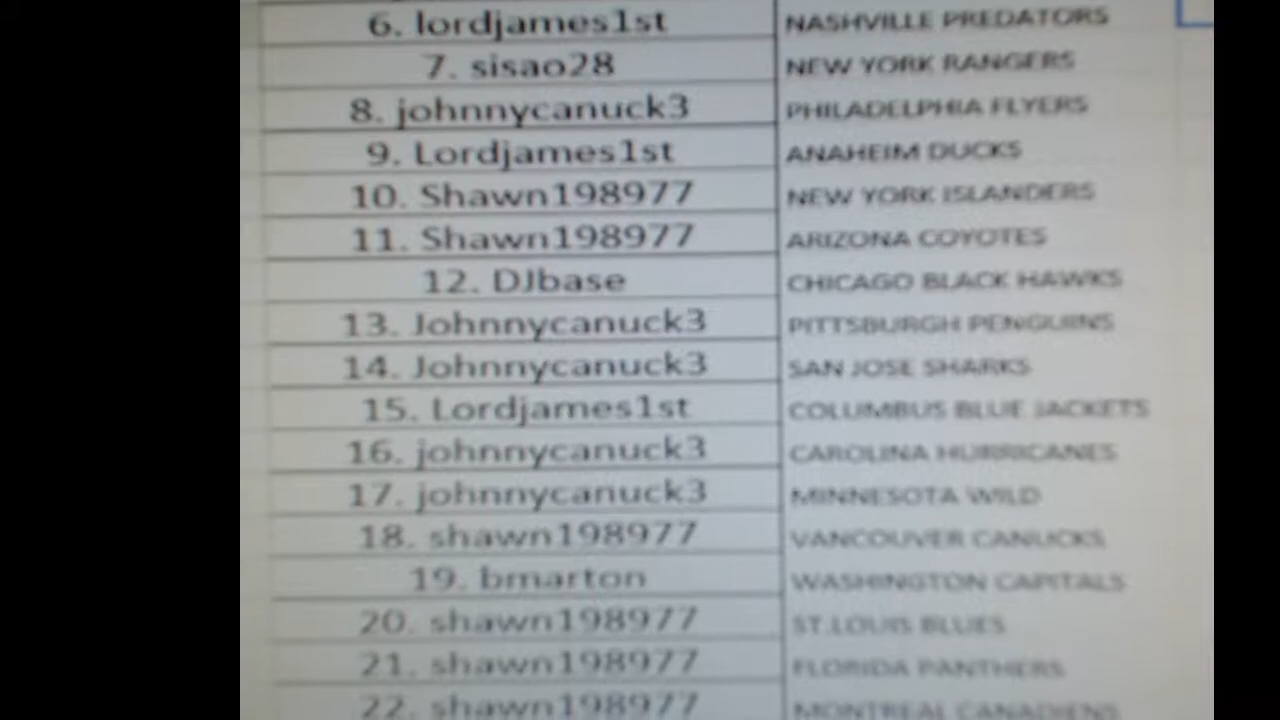 6. lordjames1st NASHVILLE PREDATORS
7. sisao28 NEW YORK RANGERS
8. johnnycanuck3 PHILADELPHIA FLYERS
9. Lordjames1st ANAHEIM DUCKS
10. Shawn198977 NEW YORK ISLANDERS
11. Shawn198977 ARIZONA COYOTES
12. DJbase CHICAGO BLACK HAWKS
13. Johnnycanuck3 PITTSBURGH PENGUINS
14. Johnnycanuck3 SAN JOSE SHARKS
15. Lordjames1st COLUMBUS BLUE JACKETS
16. johnnycanuck3 CAROLINA HURRICANES
17. johnnycanuck3 MINNESOTA WILD
18. shawn198977 VANCOUVER CANUCKS
19. bmarton WASHINGTON CAPITALS
20. shawn198977 ST.LOUIS BLUES
21. shawn198977 FLORIDA PANTHERS
22. shawn198977 MONTREAL CANADIENS